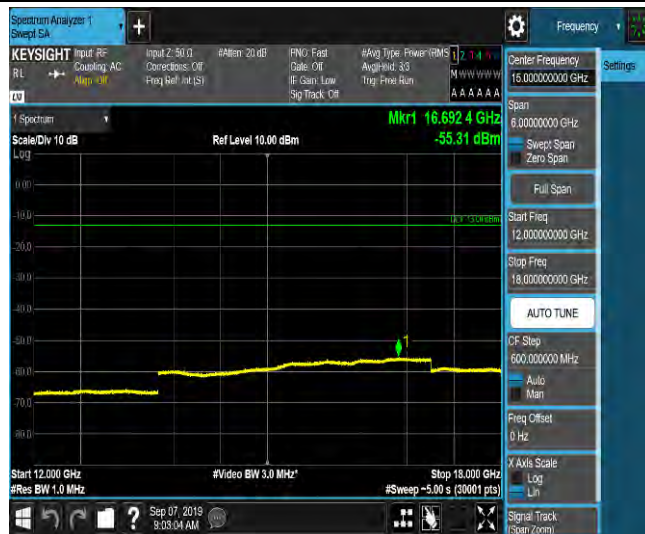 Spectrum Analyzer 1
Swept SA
Frequency
KEYSIGHT
RL
Input: RF
Coupling: AC
Align: Off
Input Z: 50 Ω
Corrections: Off
Freq Ref: Int (S)
#Atten: 20 dB
PNO: Fast
Gate: Off
IF Gain: Low
Sig Track: Off
#Avg Type: Power (RMS
Avg|Hold: 3/3
Trig: Free Run
M W W W W W
A A A A A A
1 Spectrum
Scale/Div 10 dB
Log
Ref Level 10.00 dBm
Mkr1 16.692 4 GHz
-55.31 dBm
0.00
-10.0
-20.0
-30.0
-40.0
-50.0
-60.0
-70.0
-80.0
1
Start 12.000 GHz
#Res BW 1.0 MHz
#Video BW 3.0 MHz*
Stop 18.000 GHz
#Sweep ~5.00 s (30001 pts)
Sep 07, 2019
9:03:04 AM
Center Frequency
15.000000000 GHz
Settings
Span
6.00000000 GHz
Swept Span
Zero Span
Full Span
Start Freq
12.000000000 GHz
Stop Freq
18.000000000 GHz
AUTO TUNE
CF Step
600.000000 MHz
Auto
Man
Freq Offset
0 Hz
X Axis Scale
Log
Lin
Signal Track
(Span Zoom)